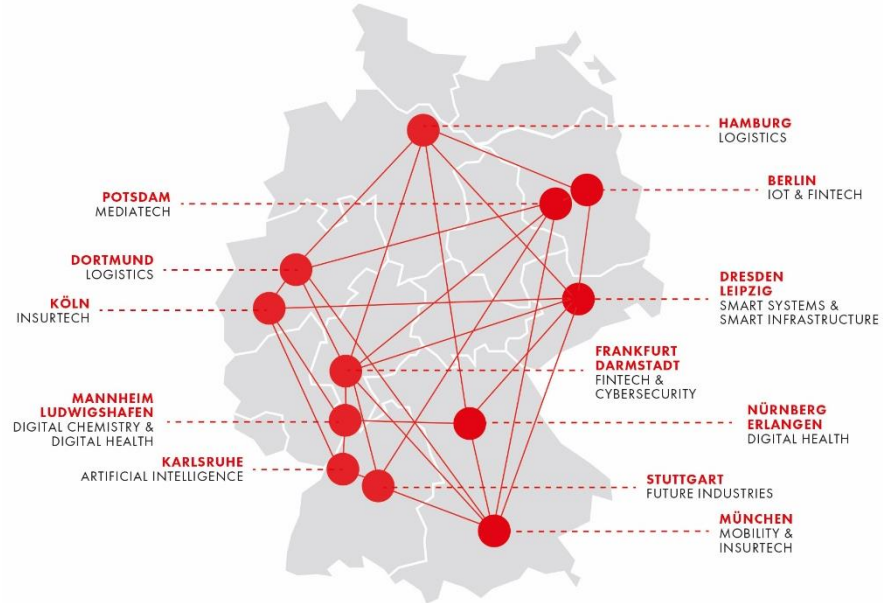 HAMBURG
LOGISTICS
BERLIN
IOT & FINTECH
POTSDAM
MEDIATECH
DORTMUND
LOGISTICS
KÖLN
INSURTECH
DRESDEN
LEIPZIG
SMART SYSTEMS &
SMART INFRASTRUCTURE
FRANKFURT
DARMSTADT
FINTECH &
CYBERSECURITY
MANNHEIM
LUDWIGSHAFEN
DIGITAL CHEMISTRY &
DIGITAL HEALTH
NÜRNBERG
ERLANGEN
DIGITAL HEALTH
KARLSRUHE
ARTIFICIAL INTELLIGENCE
STUTTGART
FUTURE INDUSTRIES
MÜNCHEN
MOBILITY &
INSURTECH